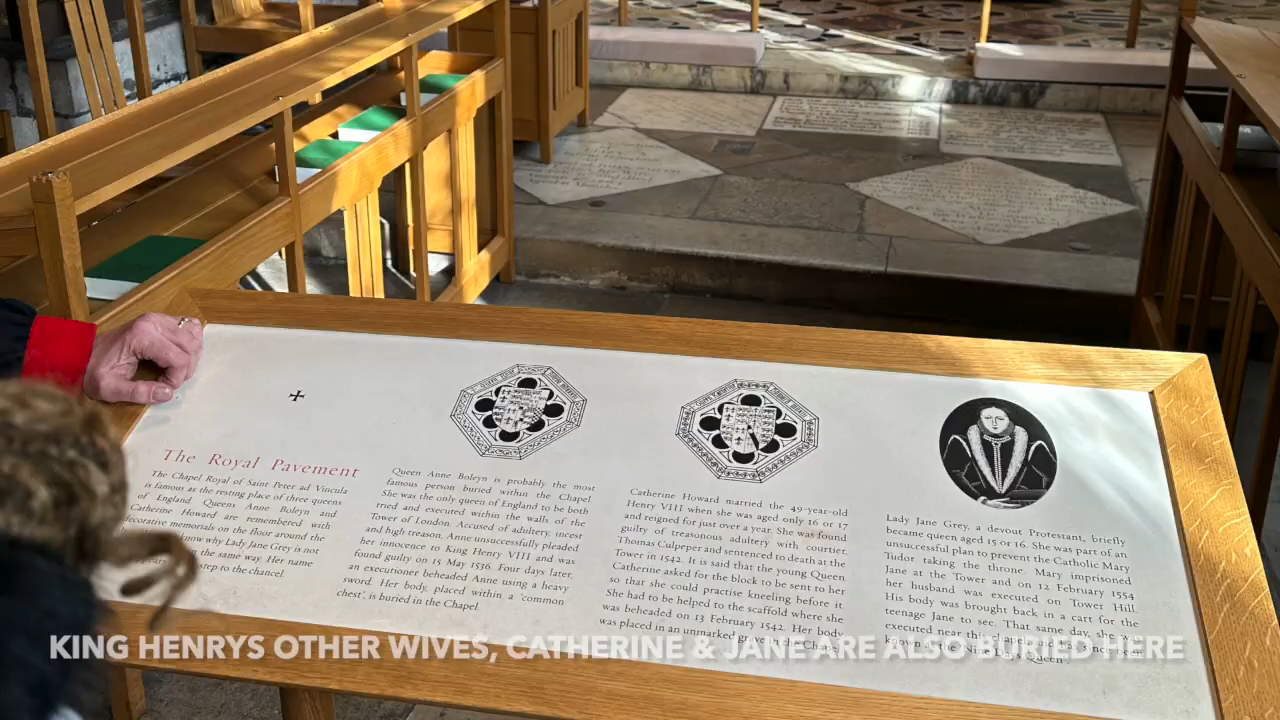 The Royal Pavement
The Chapel Royal of Saint Peter ad Vincula
is famous as the resting place of three queens
of England. Queens Anne Boleyn and
Catherine Howard are remembered with
decorative memorials on the floor around the
know why Lady Jane Grey is not
the same way. Her name
step to the chancel.
Queen Anne Boleyn is probably the most
famous person buried within the Chapel.
She was the only queen of England to be both
tried and executed within the walls of the
Tower of London. Accused of adultery, incest
and high treason, Anne unsuccessfully pleaded
her innocence to King Henry VIII and was
found guilty on 15 May 1536. Four days later,
an executioner beheaded Anne using a heavy
sword. Her body, placed within a 'common
chest', is buried in the Chapel.
Catherine Howard married the 49-year-old
Henry VIII when she was aged only 16 or 17
and reigned for just over a year. She was found
guilty of treasonous adultery with courtier,
Thomas Culpeper and sentenced to death at the
Tower in 1542. It is said that the young Queen
Catherine asked for the block to be sent to her
so that she could practise kneeling before it.
She had to be helped to the scaffold where she
was beheaded on 13 February 1542. Her body
was placed in an unmarked grave in the Chapel.
Lady Jane Grey, a devout Protestant, briefly
became queen aged 15 or 16. She was part of an
unsuccessful plan to prevent the Catholic Mary
Tudor taking the throne. Mary imprisoned
Jane at the Tower and on 12 February 1554
her husband was executed on Tower Hill.
His body was brought back in a cart for the
teenage Jane to see. That same day, she was
executed near this
known as the Nine Days Queen
KING HENRYS OTHER WIVES, CATHERINE & JANE ARE ALSO BURIED HERE